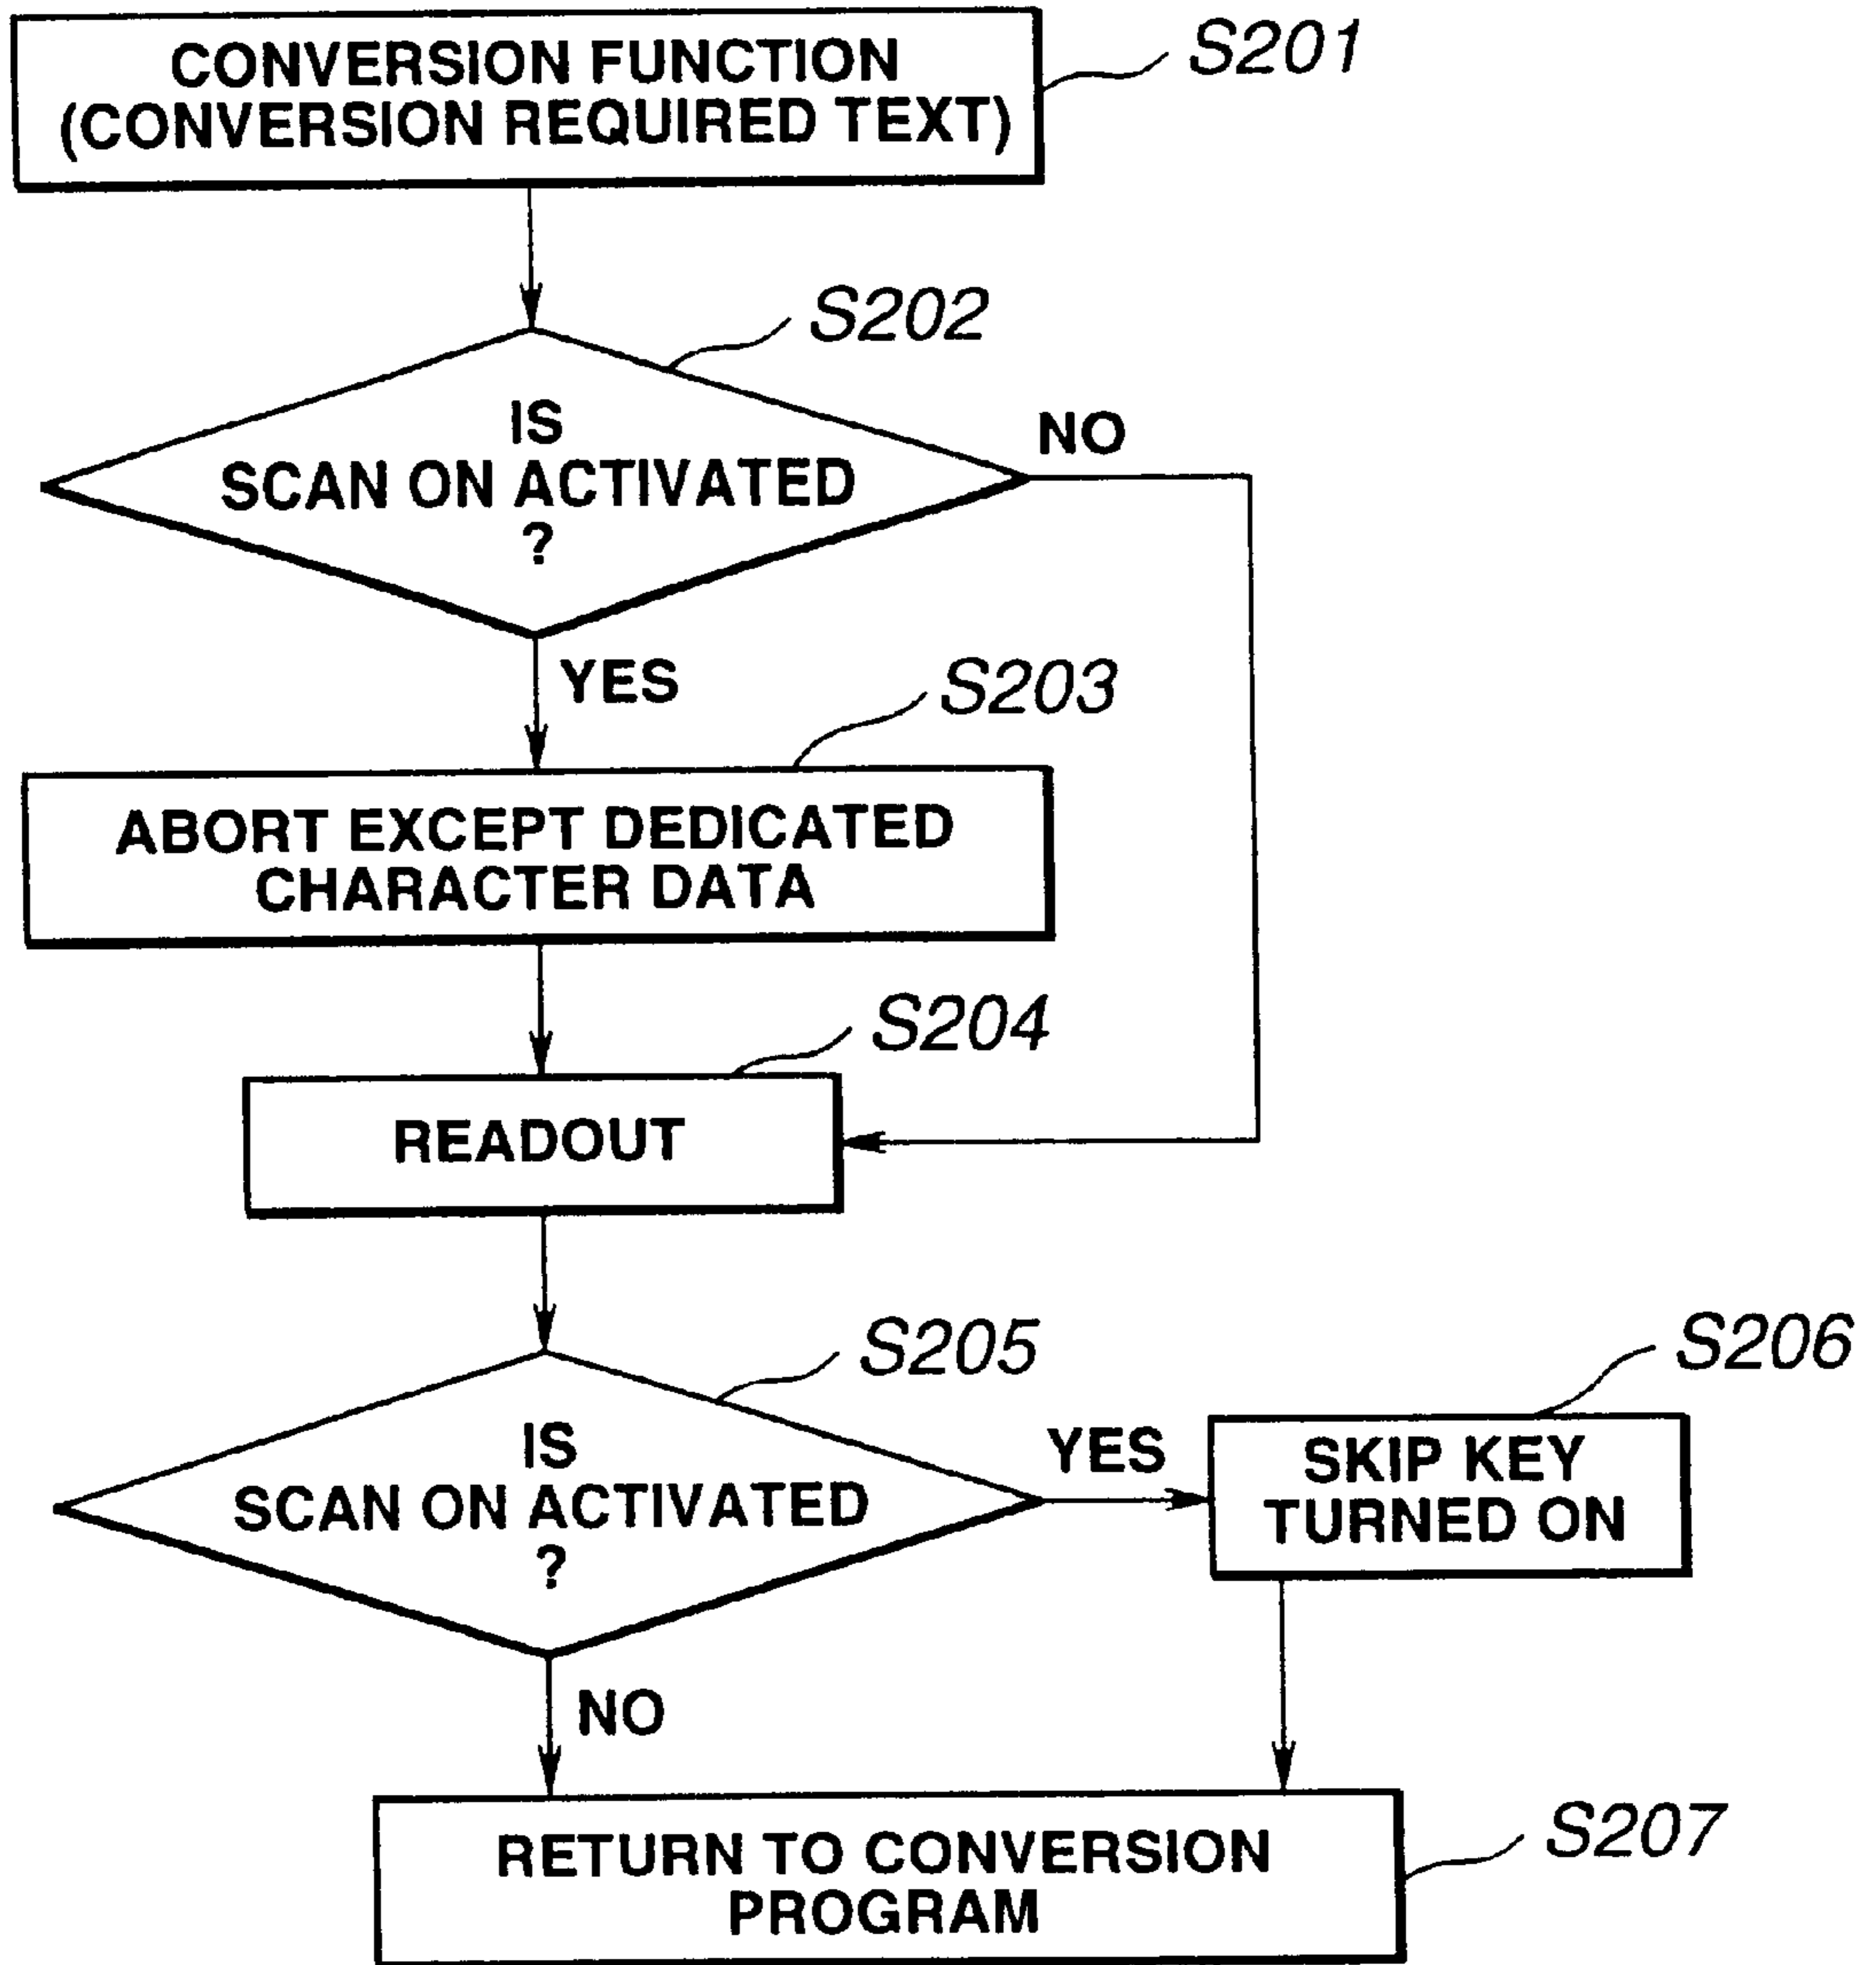 CONVERSION FUNCTION
(CONVERSION REQUIRED TEXT)
S201
S202
IS
SCAN ON ACTIVATED
?
NO
YES
S203
ABORT EXCEPT DEDICATED
CHARACTER DATA
S204
READOUT
S205
IS
SCAN ON ACTIVATED
?
YES
S206
SKIP KEY
TURNED ON
NO
RETURN TO CONVERSION
PROGRAM
S207